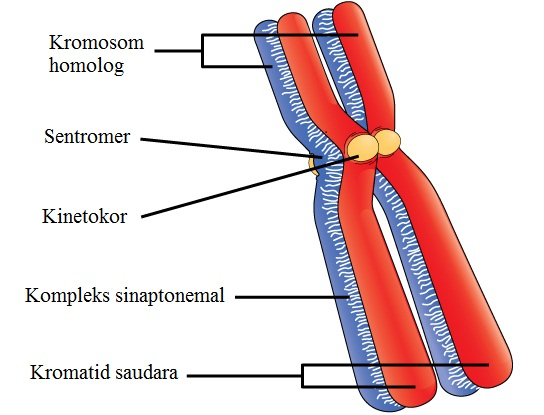 Kromosom
homolog
Sentromer
Kinetokor
Kompleks sinaptonemal
Kromatid saudara